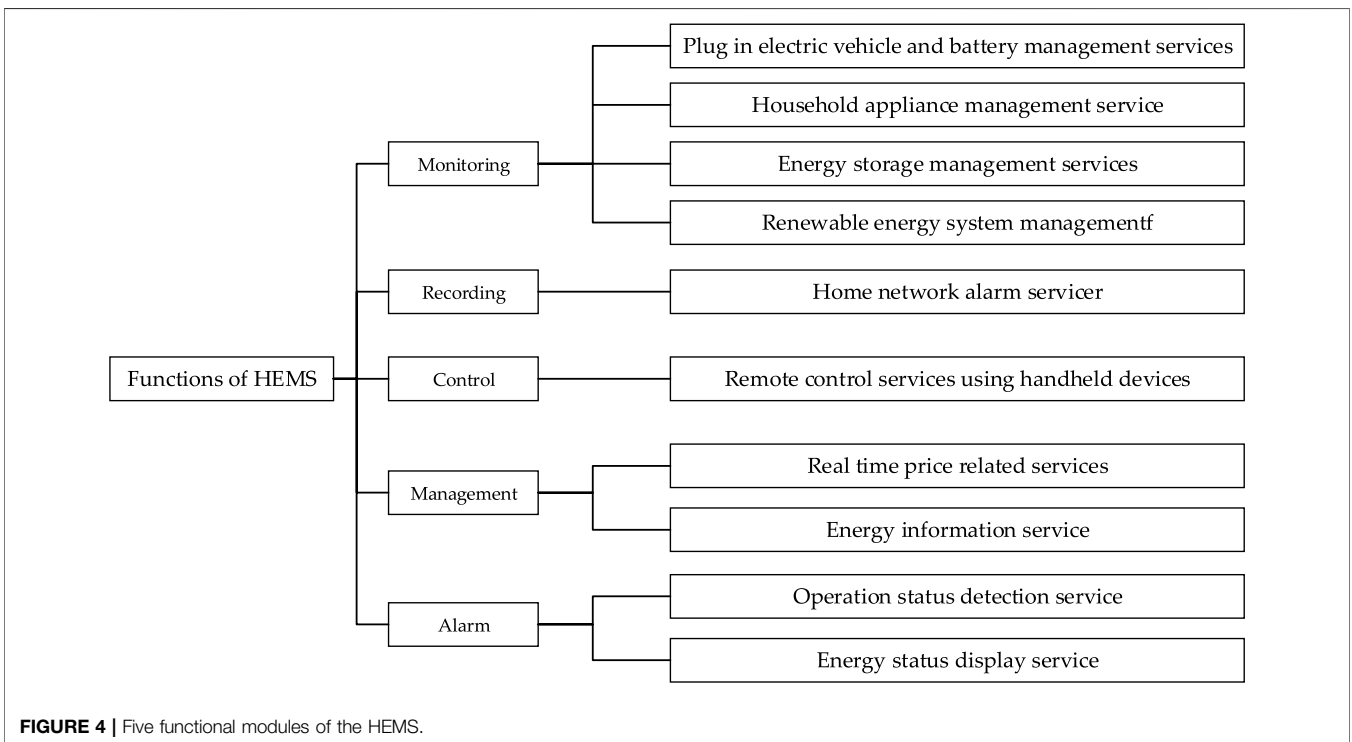 Plug in electric vehicle and battery management services
Household appliance management service
Monitoring
Energy storage management services
Renewable energy system managementf
Recording
Home network alarm servicer
Functions of HEMS
Control
Remote control services using handheld devices
Real time price related services
Management
Energy information service
Operation status detection service
Alarm
Energy status display service
FIGURE 4 | Five functional modules of the HEMS.